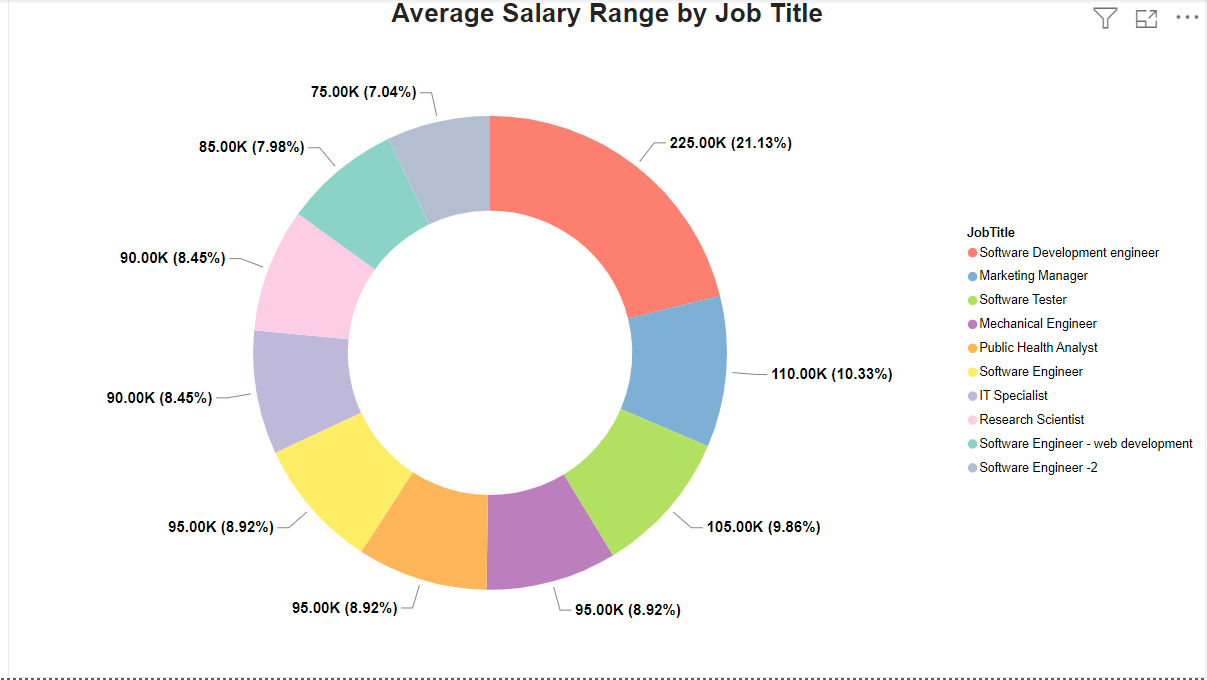 Average Salary Range by Job Title
75.00K (7.04%)
225.00K (21.13%)
85.00K (7.98%)
90.00K (8.45%)
110.00K (10.33%)
90.00K (8.45%)
95.00K (8.92%)
105.00K (9.86%)
95.00K (8.92%)
95.00K (8.92%)
JobTitle
Software Development engineer
Marketing Manager
Software Tester
Mechanical Engineer
Public Health Analyst
Software Engineer
IT Specialist
Research Scientist
Software Engineer - web development
Software Engineer -2